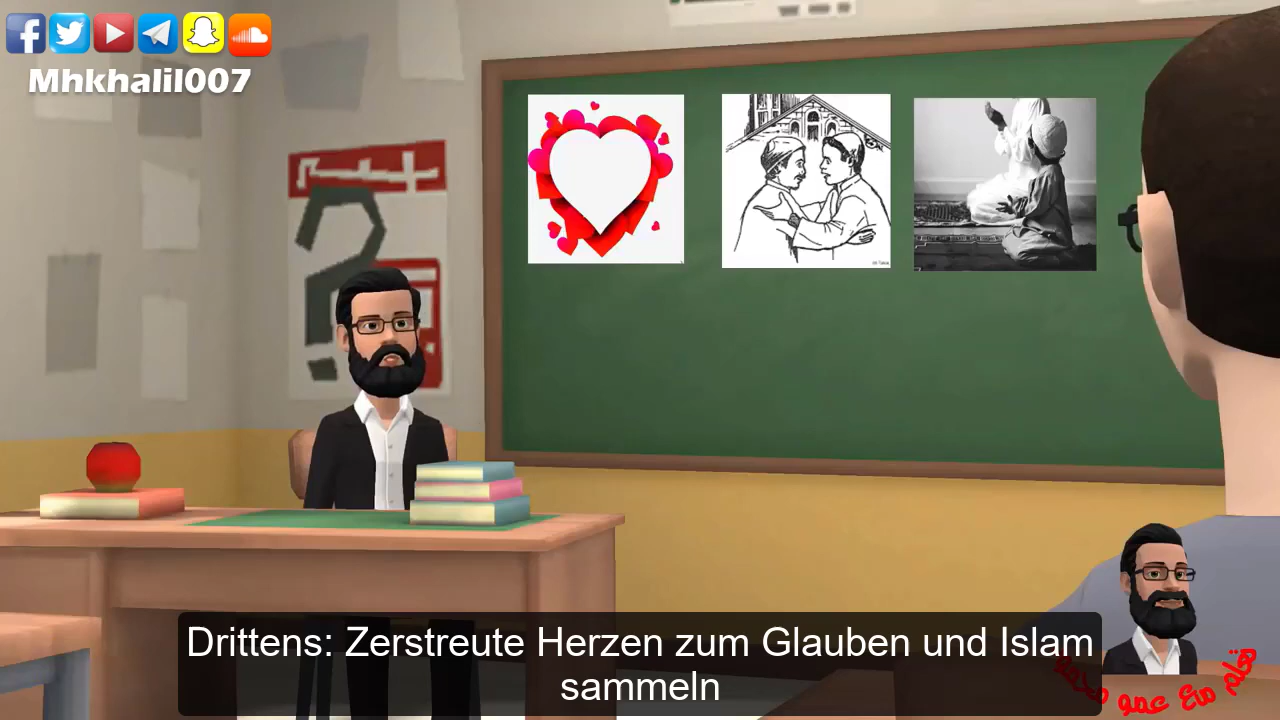 Mhkhalil007
Drittens: Zerstreute Herzen zum Glauben und Islam
sammeln